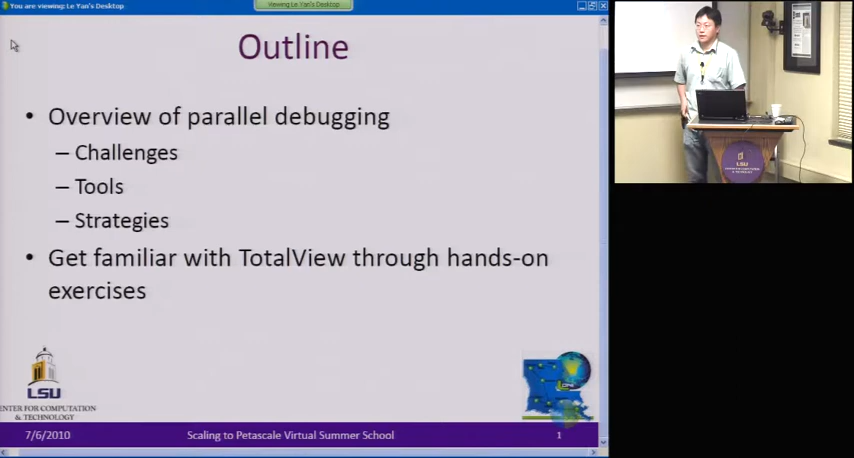 You are viewing: Le Yan's Desktop
Viewing Le Yan's Desktop
Outline
• Overview of parallel debugging
– Challenges
– Tools
– Strategies
• Get familiar with TotalView through hands-on
exercises
LSU
CENTER FOR COMPUTATION
& TECHNOLOGY
7/6/2010
Scaling to Petascale Virtual Summer School
1
LSU